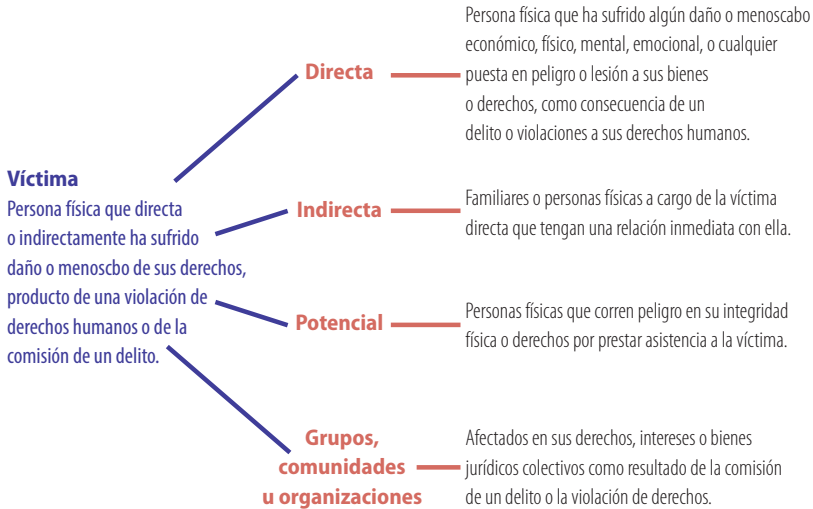 Víctima
Persona física que directa
o indirectamente ha sufrido
daño o menoscbo de sus derechos,
producto de una violación de
derechos humanos o de la
comisión de un delito.
Directa
Persona física que ha sufrido algún daño o menoscabo
económico, físico, mental, emocional, o cualquier
puesta en peligro o lesión a sus bienes
o derechos, como consecuencia de un
delito o violaciones a sus derechos humanos.
Indirecta
Familiares o personas físicas a cargo de la víctima
directa que tengan una relación inmediata con ella.
Potencial
Personas físicas que corren peligro en su integridad
física o derechos por prestar asistencia a la víctima.
Grupos,
comunidades
u organizaciones
Afectados en sus derechos, intereses o bienes
jurídicos colectivos como resultado de la comisión
de un delito o la violación de derechos.